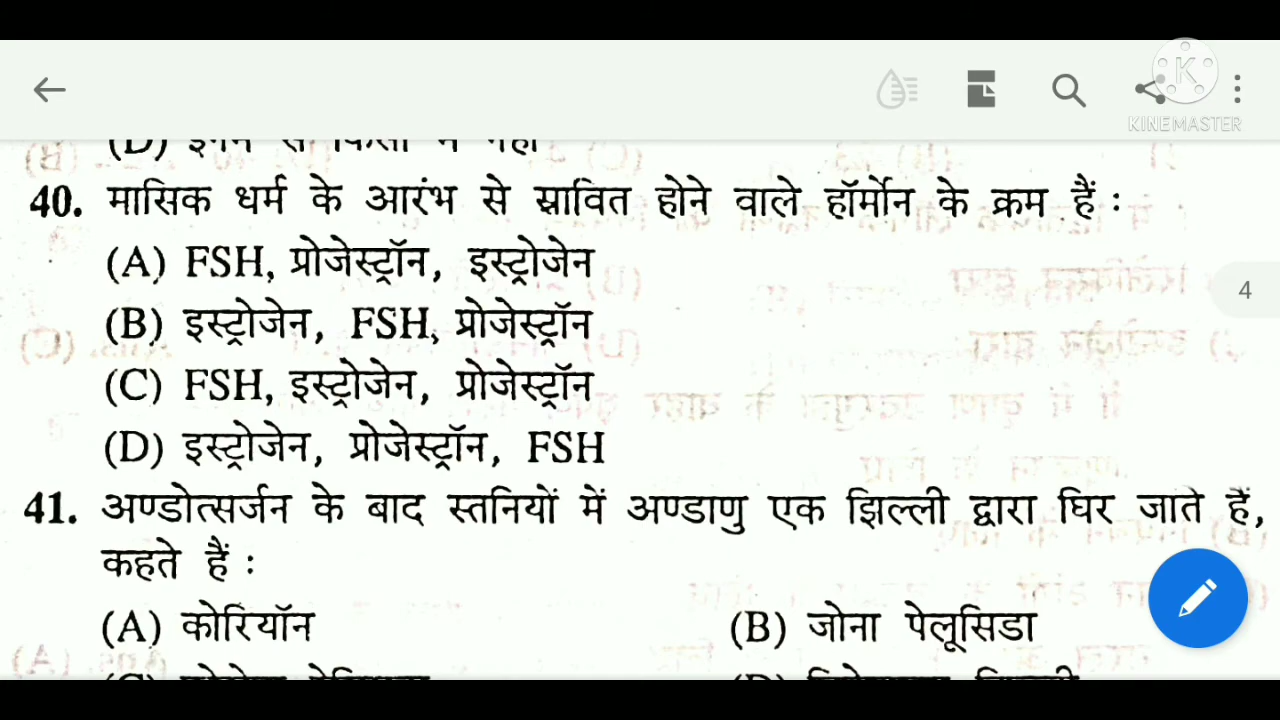 KINEMASTER
40. मासिक धर्म के आरंभ से स्रावित होने वाले हॉर्मोन के क्रम हैं :
(A) FSH, प्रोजेस्ट्रॉन, इस्ट्रोजेन
4
(B) इस्ट्रोजेन, FSH, प्रोजेस्ट्रॉन
(C) FSH, इस्ट्रोजेन, प्रोजेस्ट्रॉन
(D) इस्ट्रोजेन, प्रोजेस्ट्रॉन, FSH
41. अण्डोत्सर्जन के बाद स्तनियों में अण्डाणु एक झिल्ली द्वारा घिर जाते हैं,
कहते हैं :
(A) कोरियॉन (B) जोना पेलूसिडा